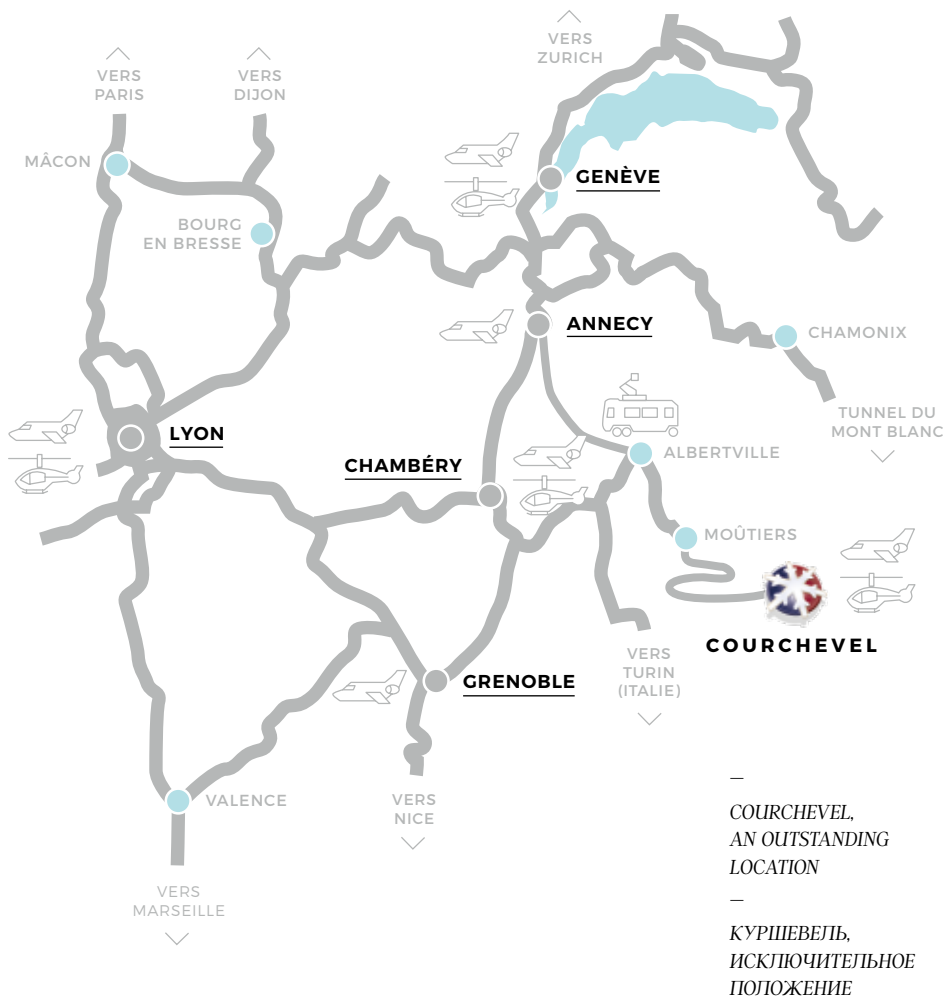 VERS
ZURICH
VERS
PARIS
VERS
DIJON
MÂCON
GENÈVE
BOURG
EN BRESSE
ANNECY
CHAMONIX
TUNNEL DU
MONT BLANC
LYON
CHAMBÉRY
ALBERTVILLE
MOÛTIERS
COURCHEVEL
VERS
TURIN
(ITALIE)
GRENOBLE
VALENCE
VERS
NICE
VERS
MARSEILLE
—
COURCHEVEL,
AN OUTSTANDING
LOCATION
—
КУРШЕВЕЛЬ,
ИСКЛЮЧИТЕЛЬНОЕ
ПОЛОЖЕНИЕ